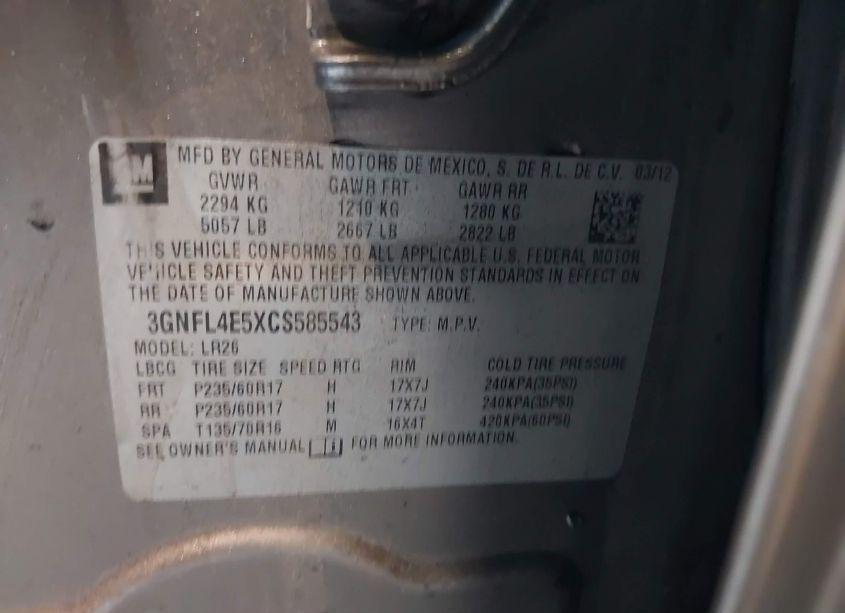 GM
MFD BY GENERAL MOTORS DE MEXICO, S. DE R.L. DE C.V. 03/12
GVWR GAWR FRT GAWR RR
2294 KG 1210 KG 1280 KG
5057 LB 2667 LB 2822 LB
THIS VEHICLE CONFORMS TO ALL APPLICABLE U.S. FEDERAL MOTOR
VEHICLE SAFETY AND THEFT PREVENTION STANDARDS IN EFFECT ON
THE DATE OF MANUFACTURE SHOWN ABOVE.
3GNFL4E5XCS585543 TYPE: M.P.V.
MODEL: LR26
LBCG TIRE SIZE SPEED RTG RIM COLD TIRE PRESSURE
FRT P235/60R17 H 17X7J 240KPA(35PSI)
RR P235/60R17 H 17X7J 240KPA(35PSI)
SPA T135/70R16 M 16X4T 420KPA(60PSI)
SEE OWNER'S MANUAL FOR MORE INFORMATION.